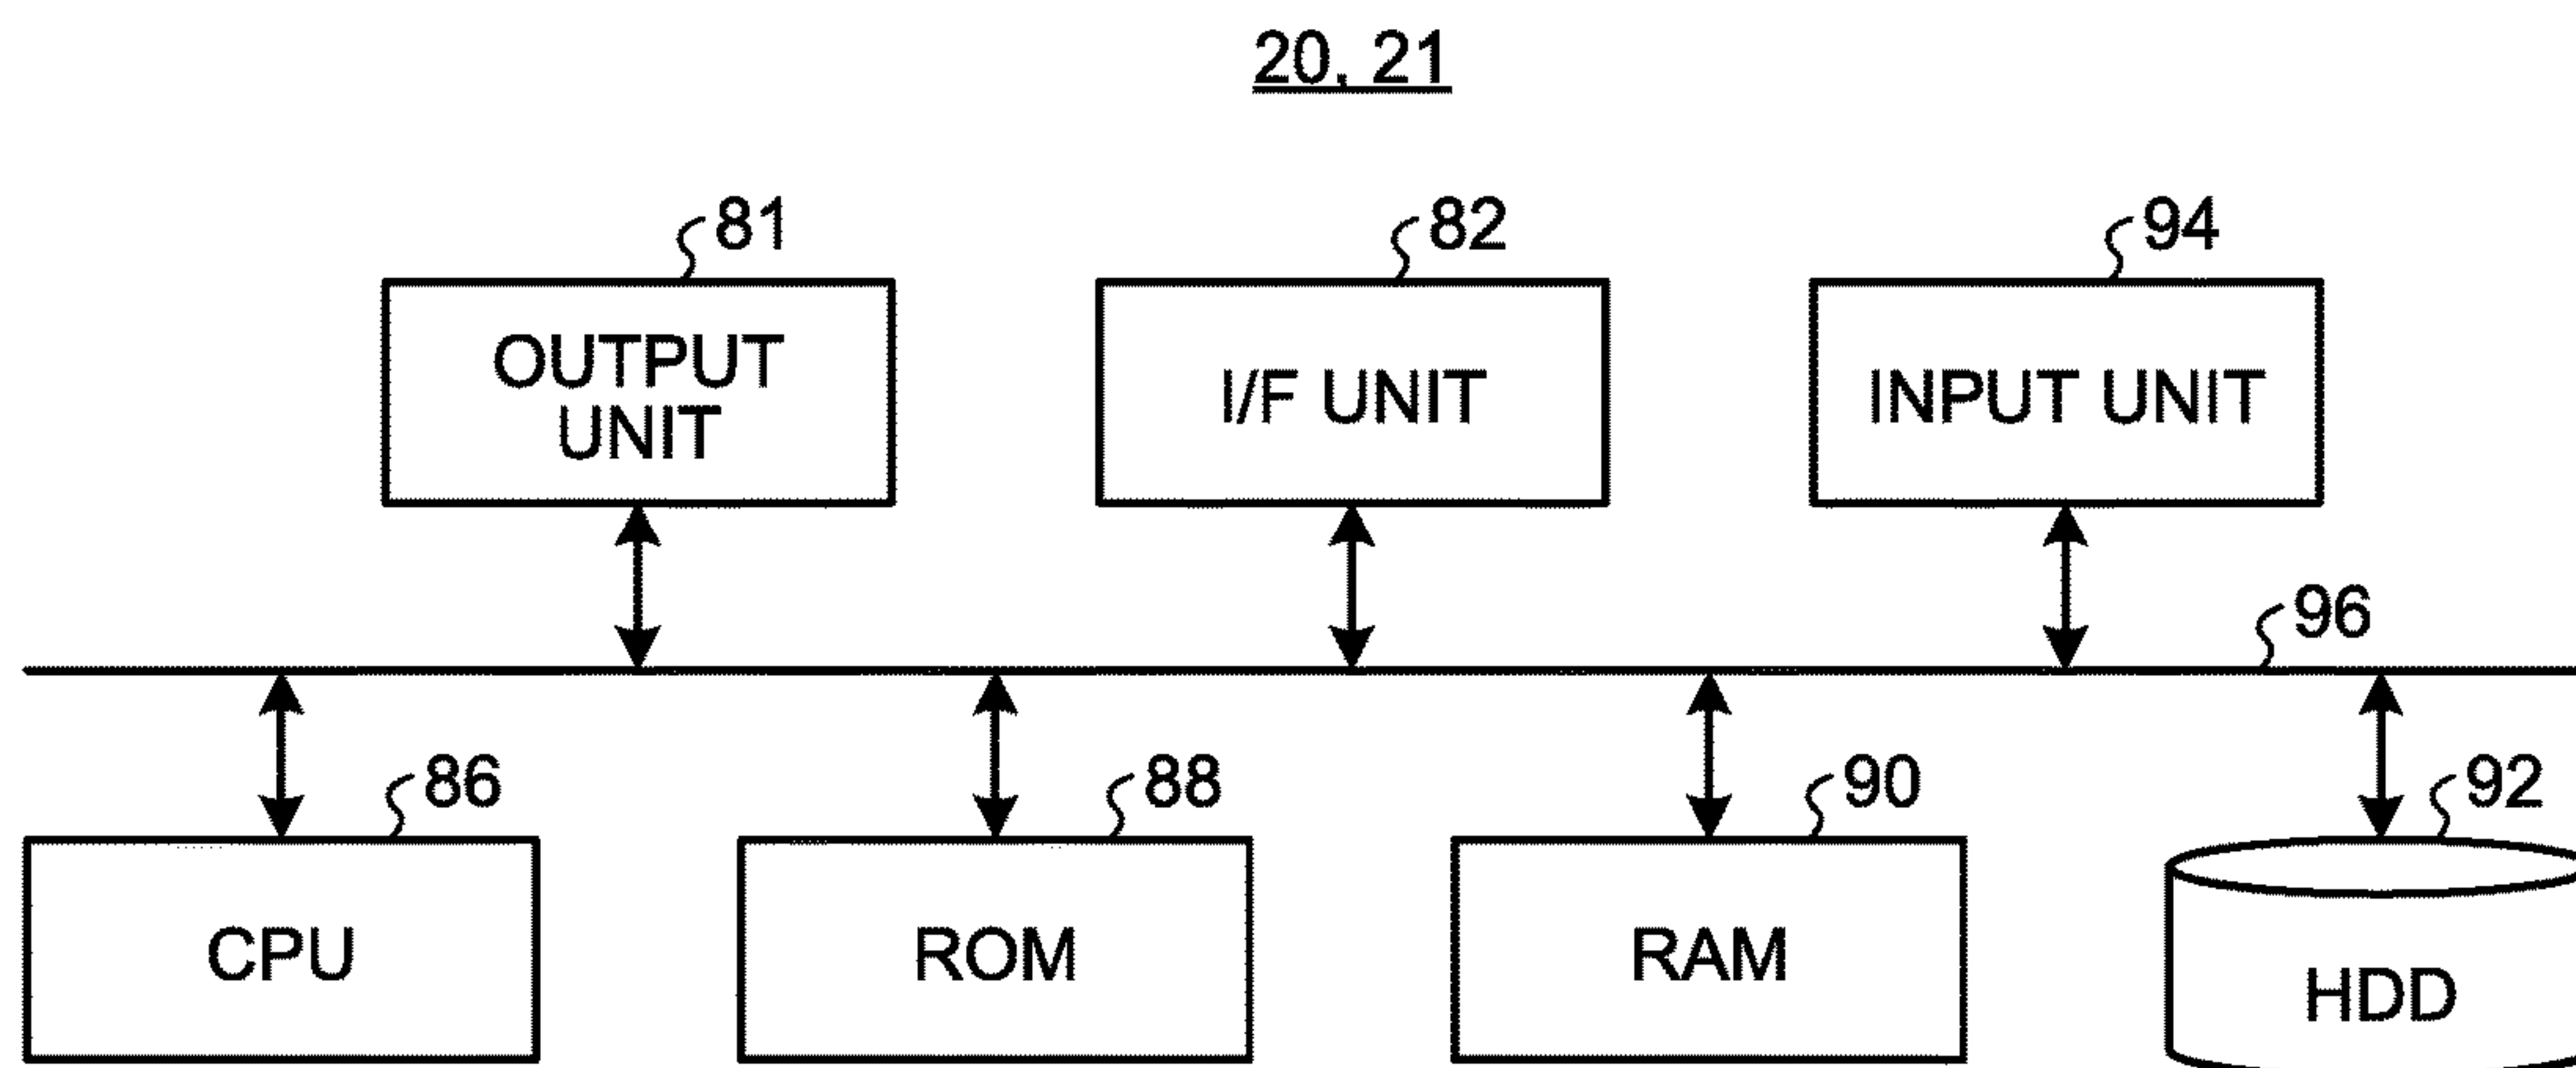 20, 21
81
82
94
OUTPUT
UNIT
I/F UNIT
INPUT UNIT
96
86
88
90
92
CPU
ROM
RAM
HDD